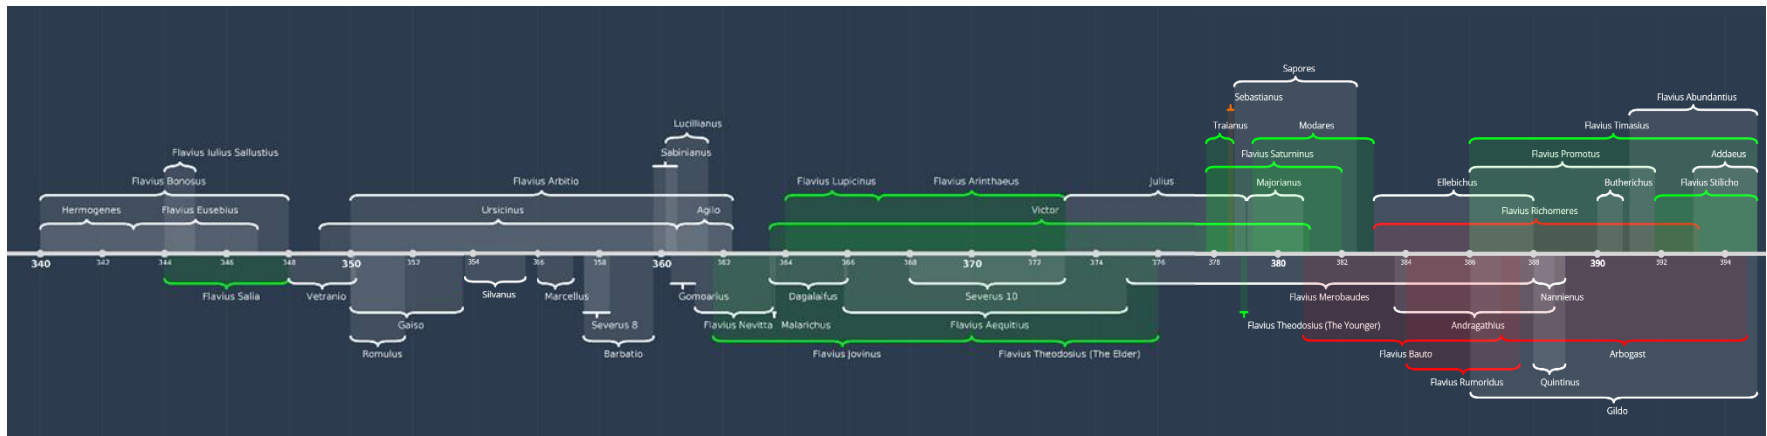 Sapores
Sebastianus
Flavius Abundantius
Lucillianus
Traianus
Modares
Flavius Timasius
Flavius Iulius Sallustius
Sabinianus
Flavius Saturninus
Flavius Promotus
Addaeus
Flavius Bonosus
Flavius Arbitio
Flavius Lupicinus
Flavius Arinthaeus
Julius
Majorianus
Ellebichus
Butherichus
Flavius Stilicho
Hermogenes
Flavius Eusebius
Ursicinus
Agilo
Victor
Flavius Richomeres
340 342 344 346 348 350 352 354 356 358 360 362 364 366 368 370 372 374 376 378 380 382 384 386 388 390 392 394
Flavius Salia
Vetranio
Silvanus
Marcellus
Gomoarius
Dagalaifus
Severus 10
Flavius Merobaudes
Nannienus
Gaiso
Severus 8
Flavius Nevitta
Malarichus
Flavius Aequitius
Flavius Theodosius (The Younger)
Andragathius
Romulus
Barbatio
Flavius Jovinus
Flavius Theodosius (The Elder)
Flavius Bauto
Arbogast
Flavius Rumoridus
Quintinus
Gildo